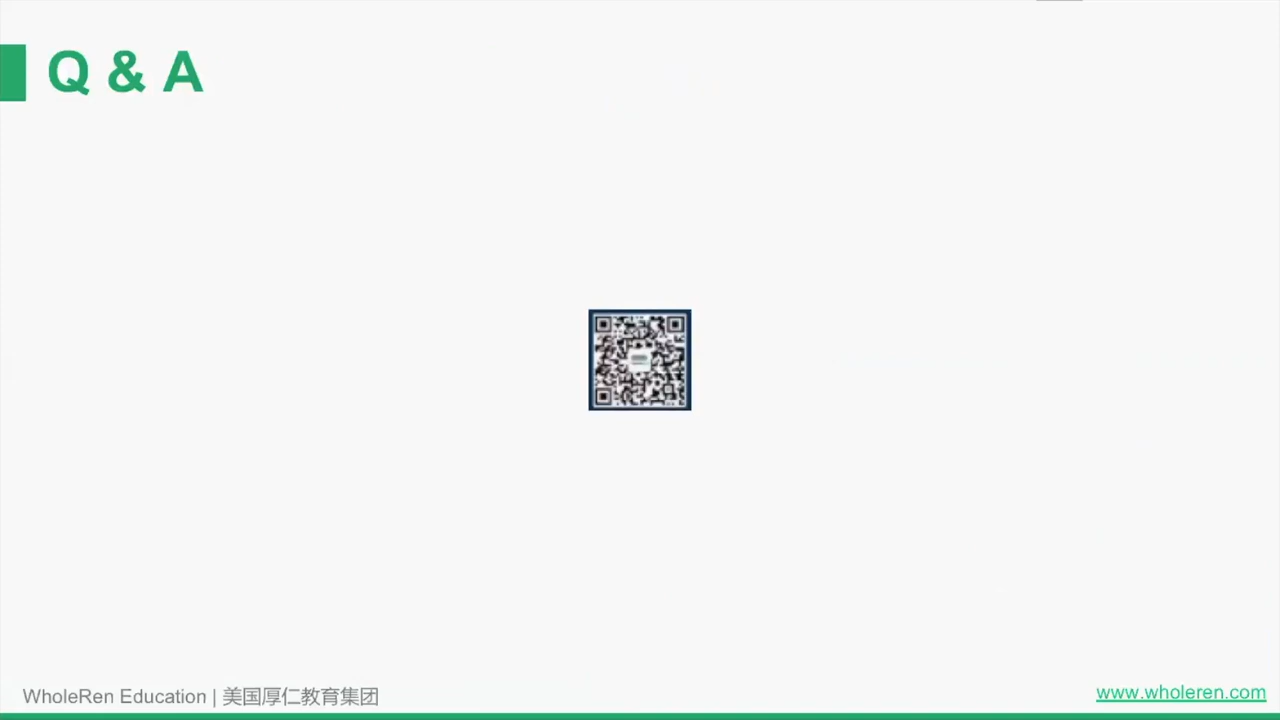 Q & A
WholeRen Education | 美国厚仁教育集团
www.wholeren.com